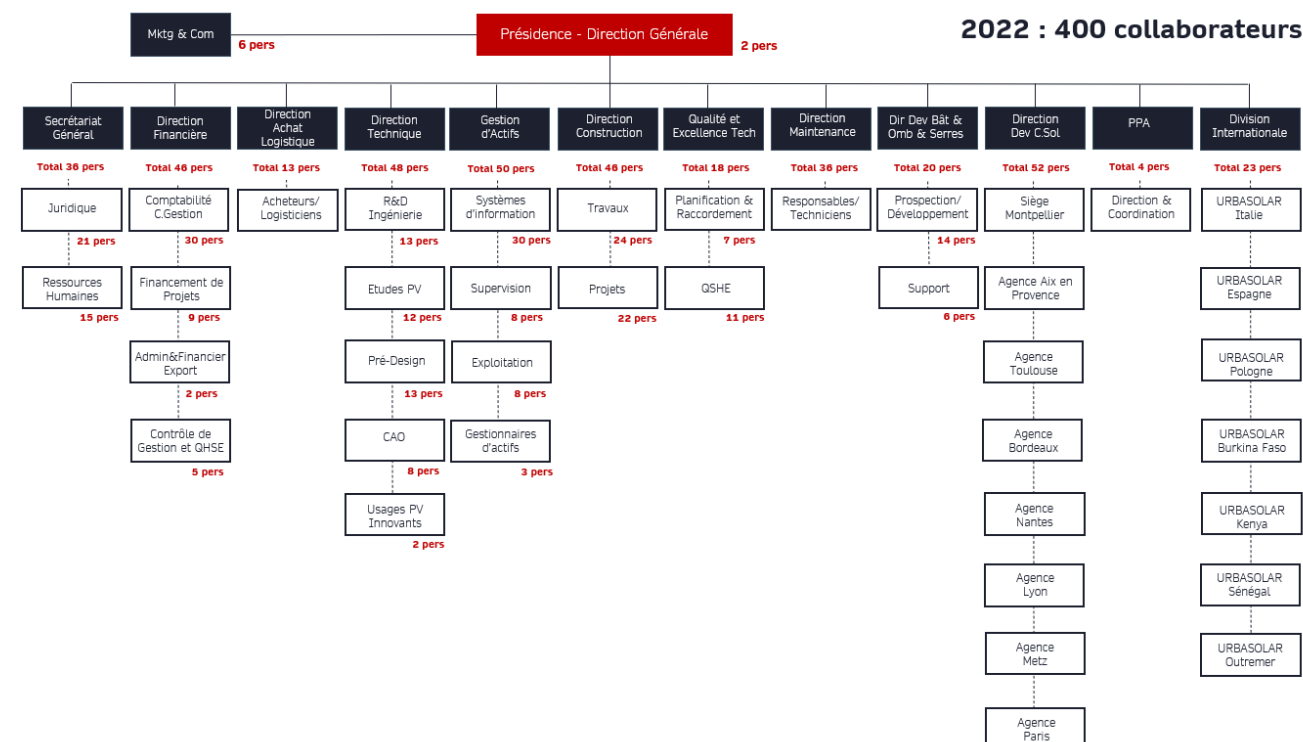 2022 : 400 collaborateurs
Mktg & Com
6 pers
Présidence - Direction Générale
2 pers
Secrétariat
Général
Total 36 pers
Juridique
21 pers
Ressources
Humaines
15 pers
Direction
Financière
Total 46 pers
Comptabilité
C.Gestion
30 pers
Financement de
Projets
9 pers
Admin&Financier
Export
2 pers
Contrôle de
Gestion et QHSE
5 pers
Direction
Achat
Logistique
Total 13 pers
Acheteurs/
Logisticiens
Direction
Technique
Total 48 pers
R&D
Ingénierie
13 pers
Etudes PV
12 pers
Pré-Design
13 pers
CAO
8 pers
Usages PV
Innovants
2 pers
Gestion
d'Actifs
Total 50 pers
Systèmes
d'information
30 pers
Supervision
8 pers
Exploitation
8 pers
Gestionnaires
d'actifs
3 pers
Direction
Construction
Total 46 pers
Travaux
24 pers
Projets
22 pers
Qualité et
Excellence Tech
Total 18 pers
Planification &
Raccordement
7 pers
QSHE
11 pers
Direction
Maintenance
Total 36 pers
Responsables/
Techniciens
Dir Dev Bât &
Omb & Serres
Total 20 pers
Prospection/
Développement
14 pers
Support
6 pers
Direction
Dev C.Sol
Total 52 pers
Siège
Montpellier
Agence Aix en
Provence
Agence
Toulouse
Agence
Bordeaux
Agence
Nantes
Agence
Lyon
Agence
Metz
Agence
Paris
PPA
Total 4 pers
Direction &
Coordination
Division
Internationale
Total 23 pers
URBASOLAR
Italie
URBASOLAR
Espagne
URBASOLAR
Pologne
URBASOLAR
Burkina Faso
URBASOLAR
Kenya
URBASOLAR
Sénégal
URBASOLAR
Outremer